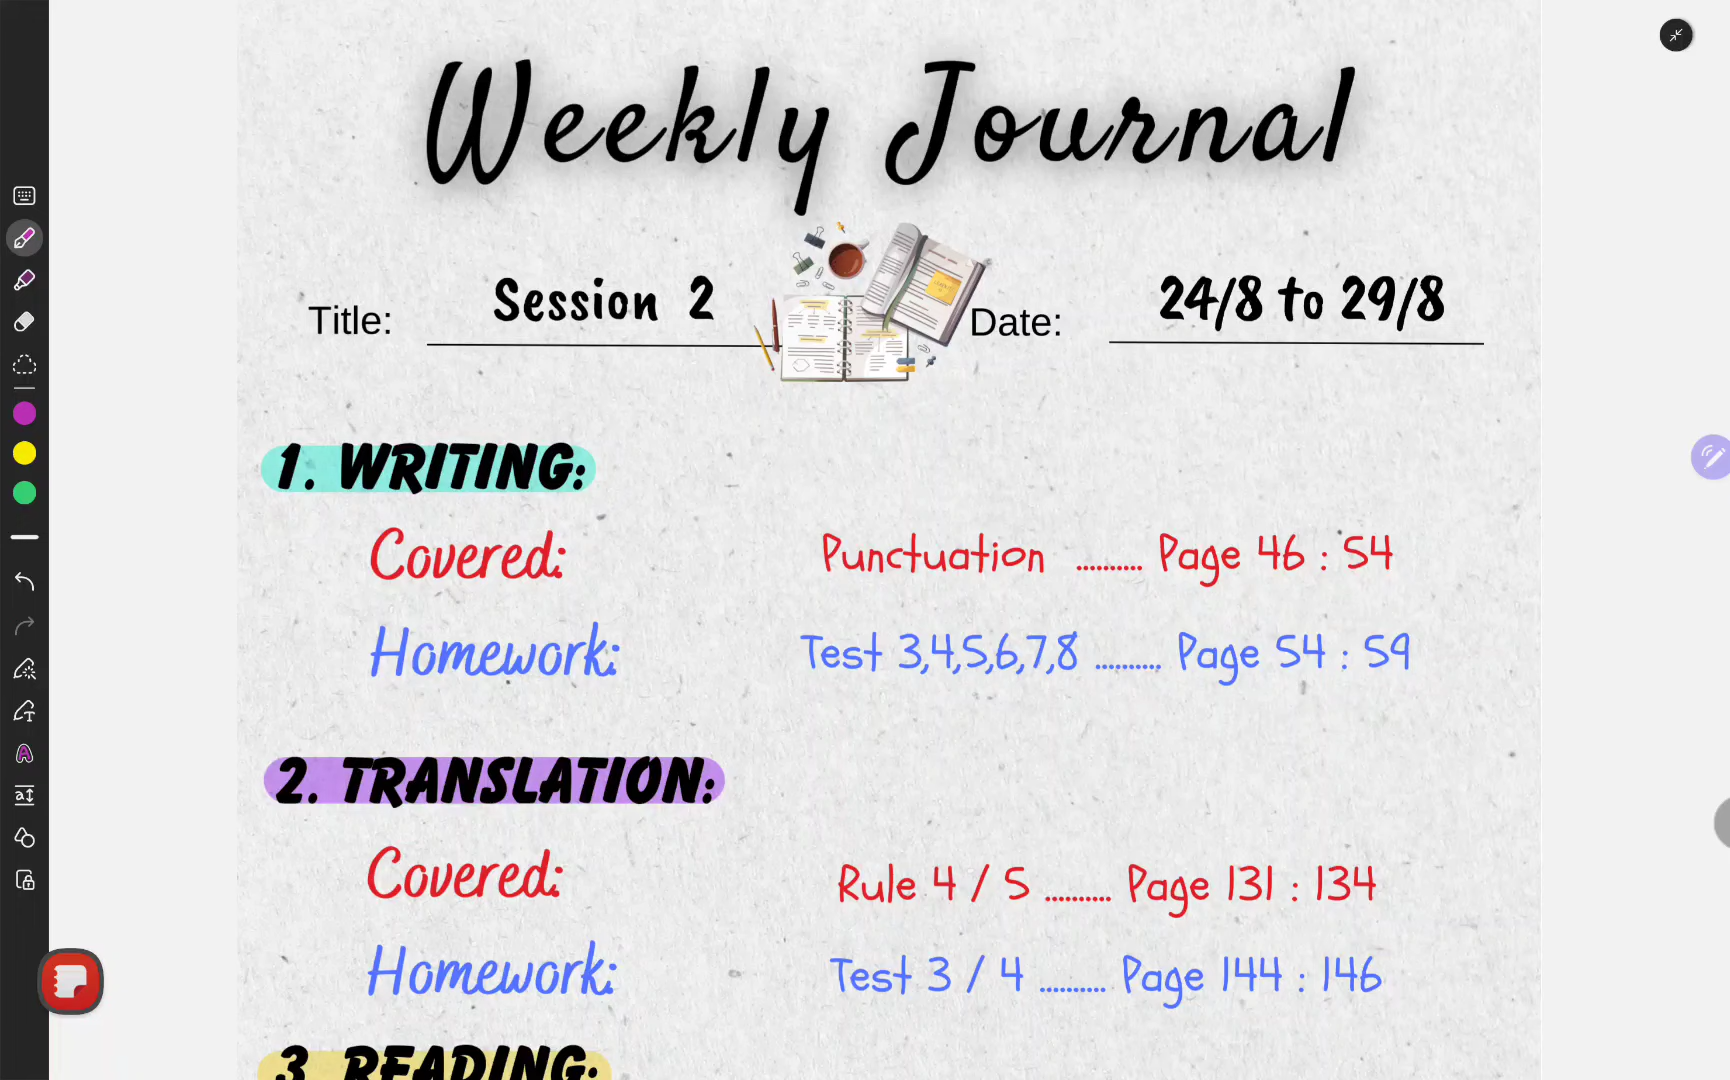 Weekly Journal
Title: Session 2 Date: 24/8 to 29/8
1. WRITING:
Covered: Punctuation .......... Page 46 : 54
Homework: Test 3,4,5,6,7,8 .......... Page 54 : 59
2. TRANSLATION:
Covered: Rule 4 / 5 .......... Page 131 : 134
Homework: Test 3 / 4 .......... Page 144 : 146
3. READING: